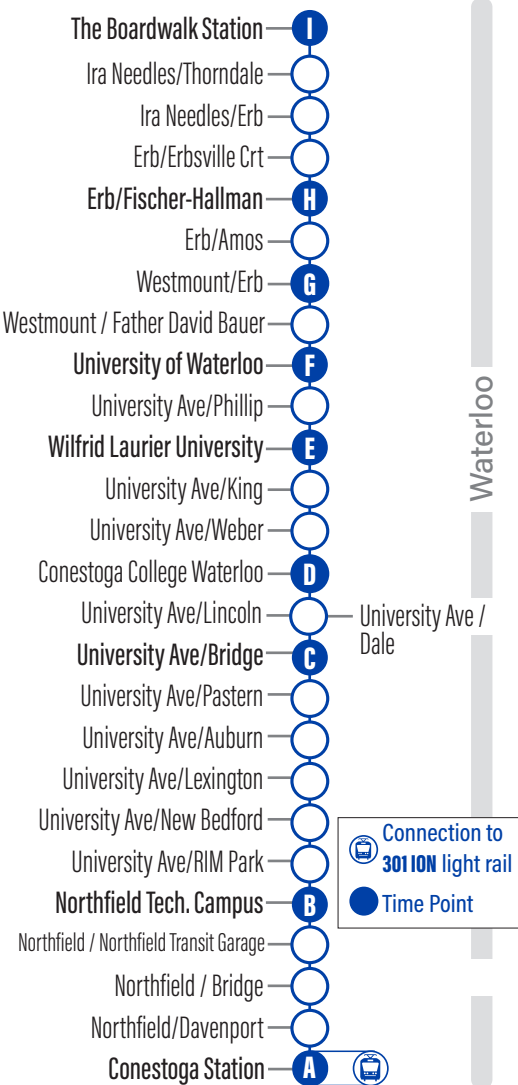 The Boardwalk Station I
Ira Needles/Thorndale
Ira Needles/Erb
Erb/Erbsville Crt
Erb/Fischer-Hallman H
Erb/Amos
Westmount/Erb G
Westmount / Father David Bauer
University of Waterloo F
University Ave/Phillip
Wilfrid Laurier University E
University Ave/King
University Ave/Weber
Conestoga College Waterloo D
University Ave/Lincoln
University Ave /
Dale
University Ave/Bridge C
University Ave/Pastern
University Ave/Auburn
University Ave/Lexington
University Ave/New Bedford
University Ave/RIM Park
Northfield Tech. Campus B
Northfield / Northfield Transit Garage
Northfield / Bridge
Northfield/Davenport
Conestoga Station A
Waterloo
Connection to
301 ION light rail
Time Point